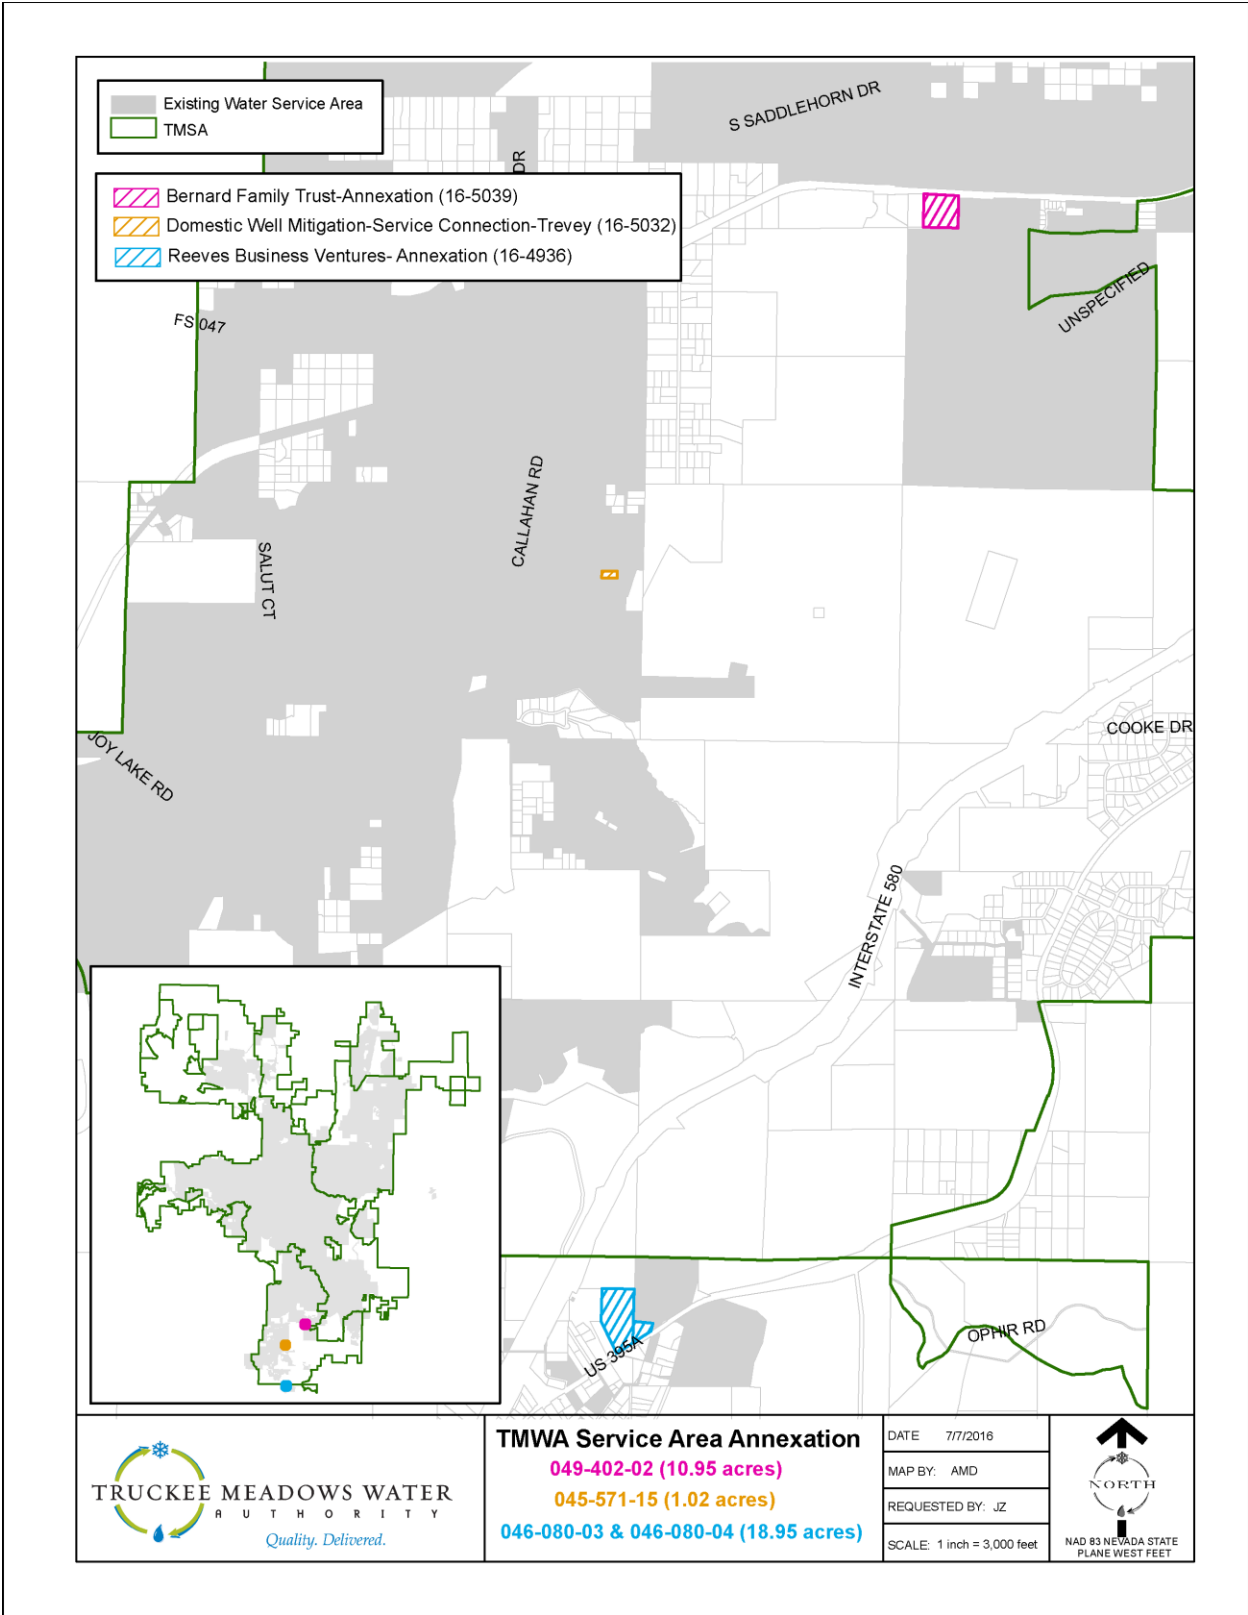 Existing Water Service Area
TMSA
S SADDLEHORN DR
DR
Bernard Family Trust-Annexation (16-5039)
Domestic Well Mitigation-Service Connection-Trevey (16-5032)
Reeves Business Ventures- Annexation (16-4936)
FS 047
UNSPECIFIED
CALLAHAN RD
SALUT CT
COOKE DR
JOY LAKE RD
INTERSTATE 580
OPHIR RD
US 395A
TRUCKEE MEADOWS WATER
AUTHORITY
Quality. Delivered.
TMWA Service Area Annexation
049-402-02 (10.95 acres)
045-571-15 (1.02 acres)
046-080-03 & 046-080-04 (18.95 acres)
DATE 7/7/2016
MAP BY: AMD
REQUESTED BY: JZ
SCALE: 1 inch = 3,000 feet
NORTH
NAD 83 NEVADA STATE
PLANE WEST FEET